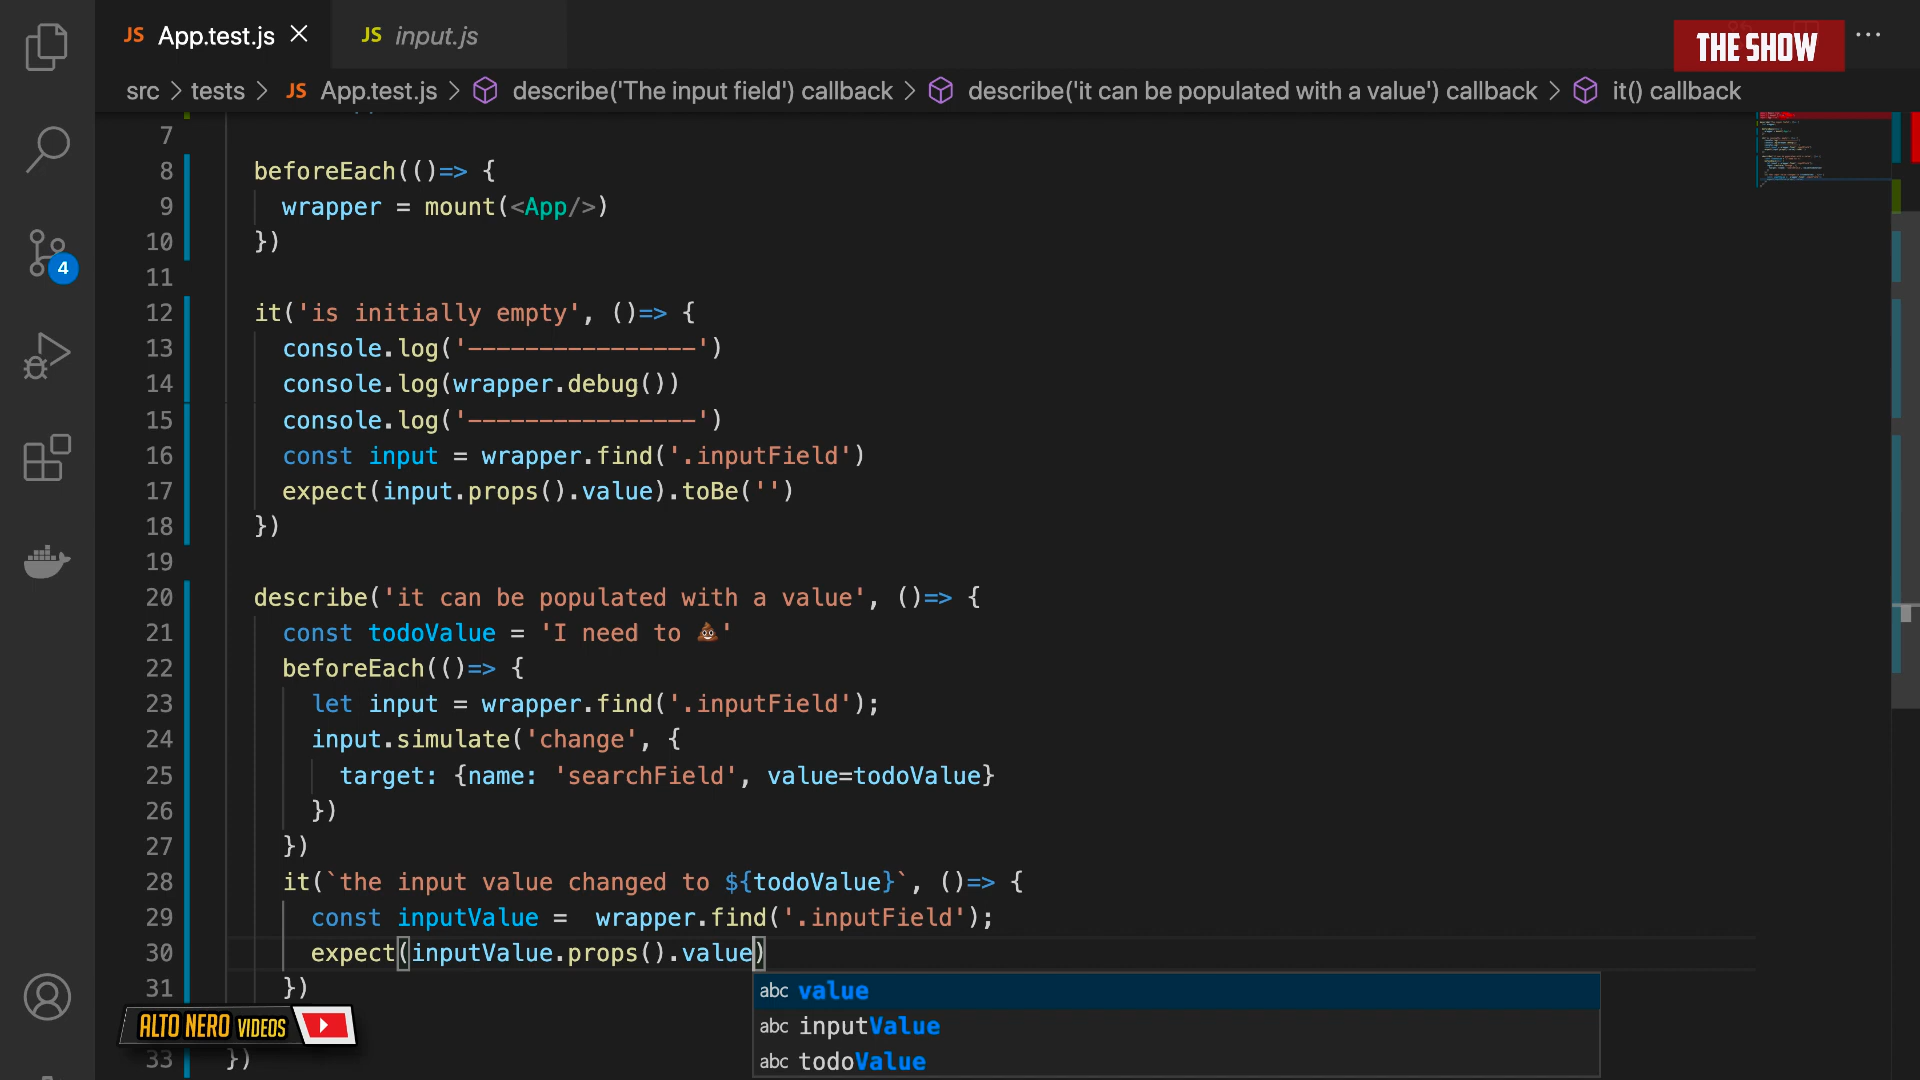 JS App.test.js
JS input.js
THE SHOW
src > tests > JS App.test.js > describe('The input field') callback > describe('it can be populated with a value') callback > it() callback
4
7
8 beforeEach(()=> {
9 wrapper = mount(<App/>)
10 })
11
12 it('is initially empty', ()=> {
13 console.log('————————————————')
14 console.log(wrapper.debug())
15 console.log('————————————————')
16 const input = wrapper.find('.inputField')
17 expect(input.props().value).toBe('')
18 })
19
20 describe('it can be populated with a value', ()=> {
21 const todoValue = 'I need to 💩'
22 beforeEach(()=> {
23 let input = wrapper.find('.inputField');
24 input.simulate('change', {
25 target: {name: 'searchField', value=todoValue}
26 })
27 })
28 it(`the input value changed to ${todoValue}`, ()=> {
29 const inputValue =  wrapper.find('.inputField');
30 expect(inputValue.props().value)
31 })
abc value
abc inputValue
abc todoValue
ALTO NERO VIDEOS
33 })